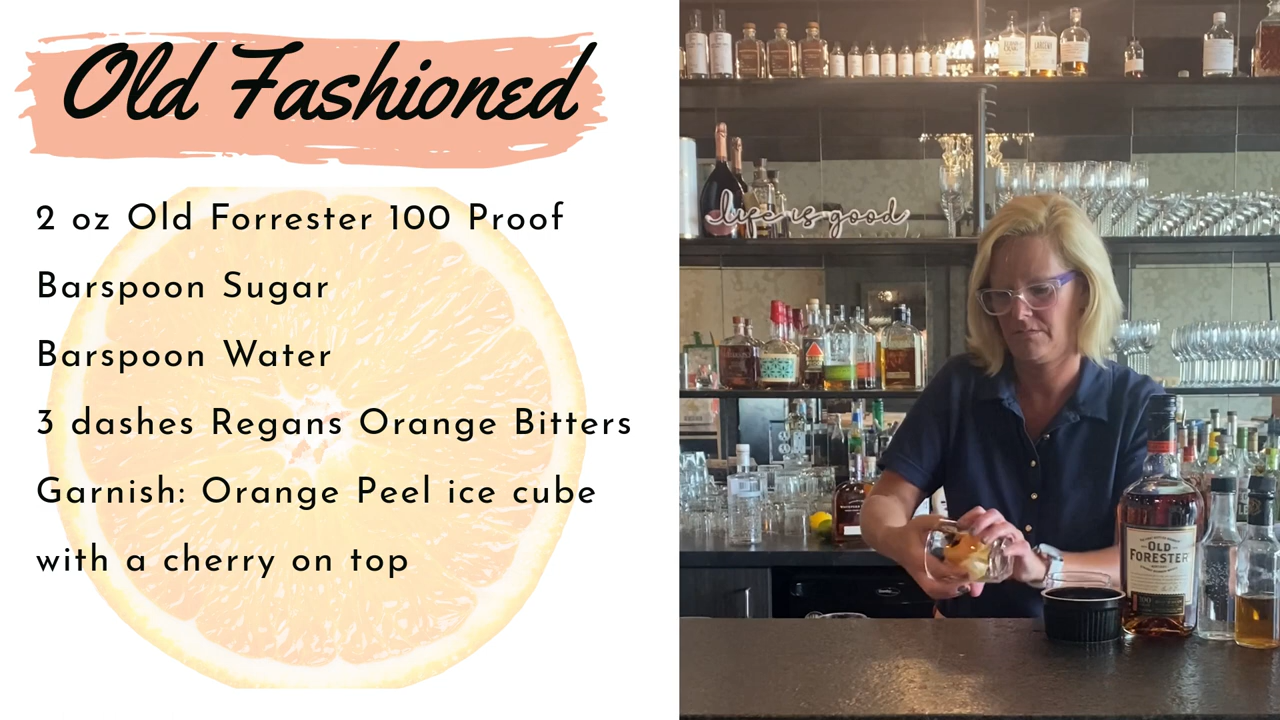 Old Fashioned
2 oz Old Forrester 100 Proof
Barspoon Sugar
Barspoon Water
3 dashes Regans Orange Bitters
Garnish: Orange Peel ice cube
with a cherry on top
life is good
OLD
FORESTER